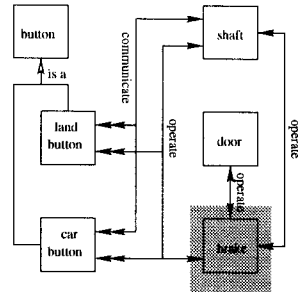 button
shaft
is a
communicate
land
button
door
operate
operate
operate
car
button
brake